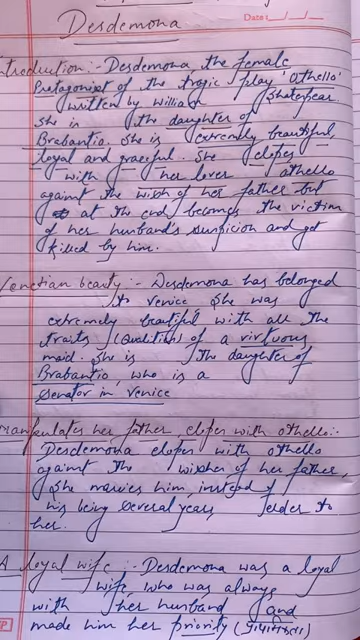 Desdemona
Date: __/__/__
Introduction :- Desdemona the female
Protagonist of the tragic play 'Othello'
written by William Shakespear.
She is the daughter of
Brabantio. She is extremely beautiful,
loyal and graceful. She elopes
with her lover othello
against the wish of her father but
at the end becomes the victim
of her husband's suspicion and get
killed by him.
Venetian beauty :- Desdemona has belonged
to venice she was
extremely beautiful with all the
traits (Qualities) of a virtuous
maid. She is the daughter of
Brabantio, who is a
senator in venice
Manipulates her father, elopes with othello :-
Desdemona elopes with othello
against the wishes of her father,
She marries him, instead of
his being several years to
her.
A loyal wife :- Desdemona was a loyal
wife, who was always
with her husband and
made him her priority